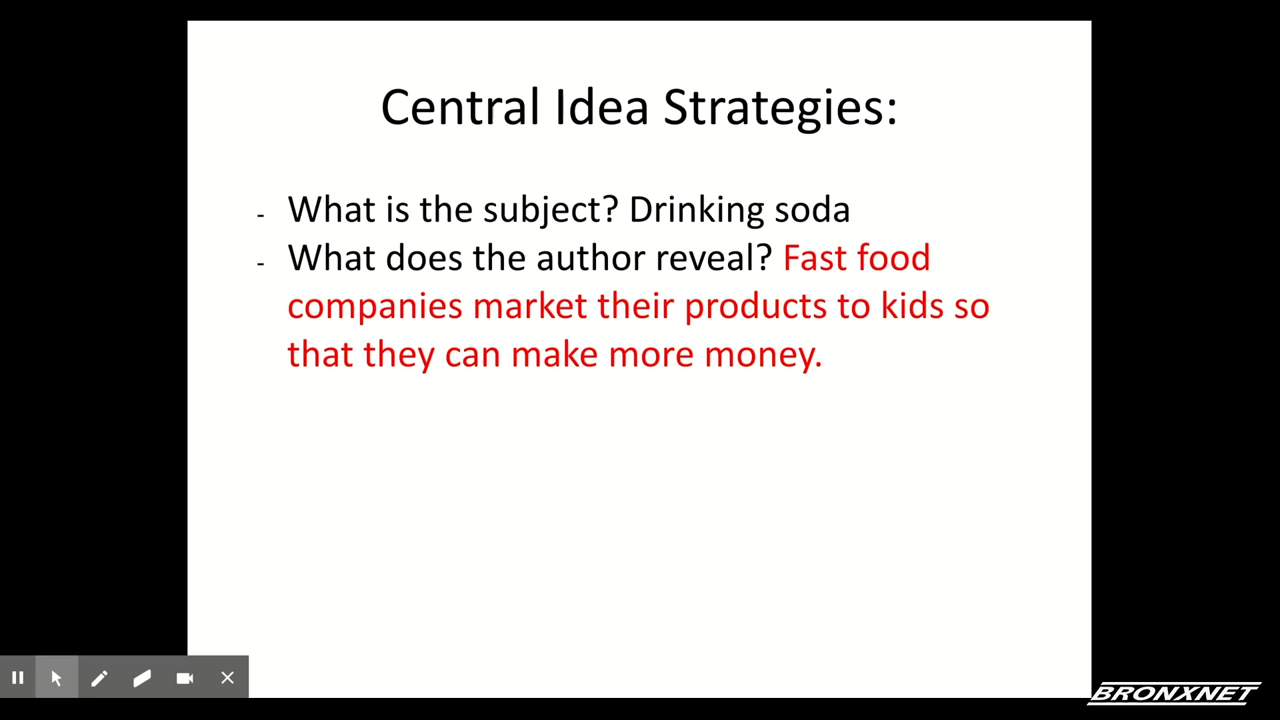 Central Idea Strategies:
- What is the subject? Drinking soda
- What does the author reveal? Fast food
companies market their products to kids so
that they can make more money.
BRONXNET